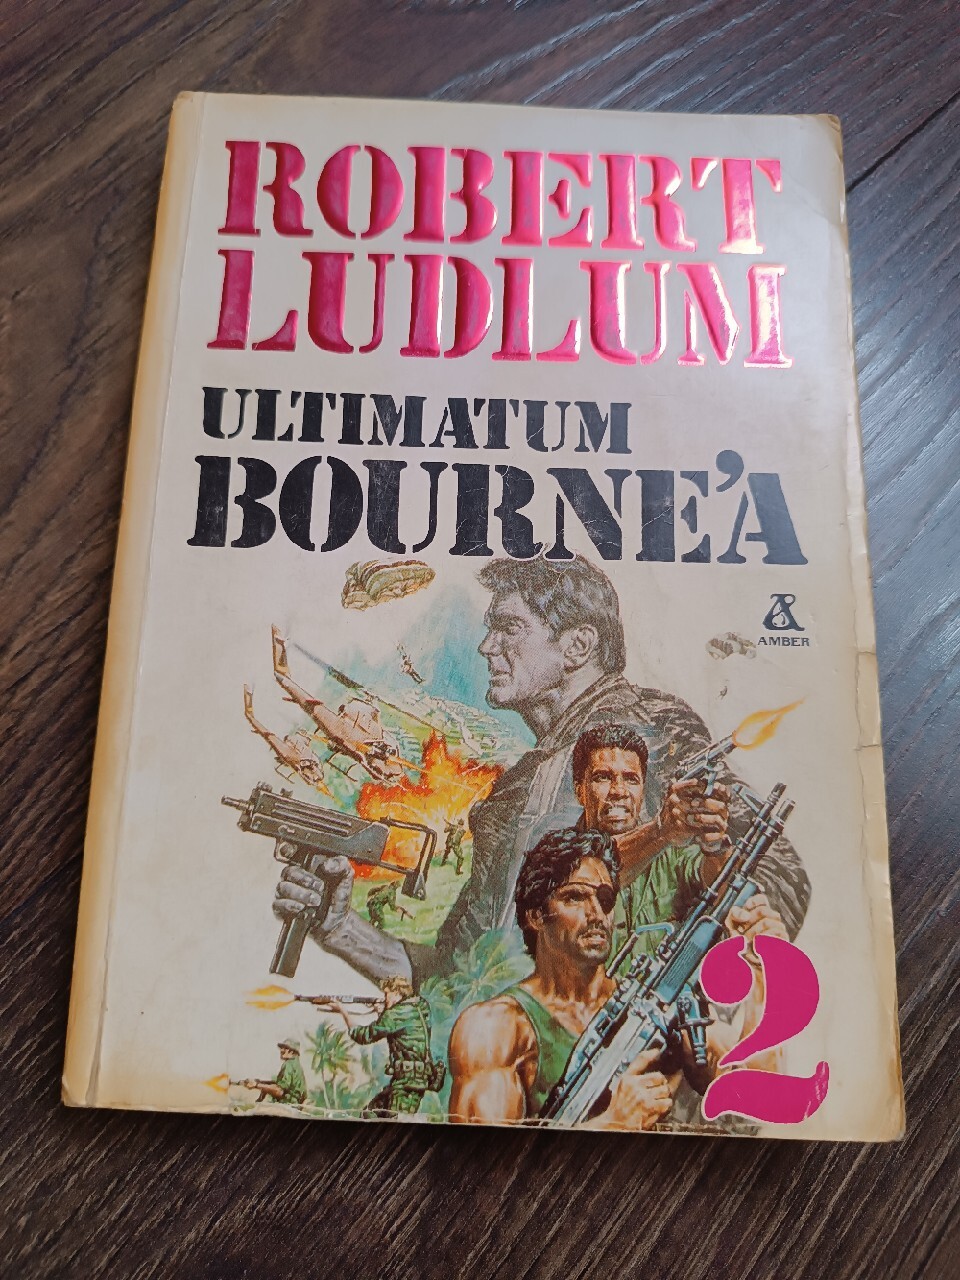 ROBERT
LUDLUM
ULTIMATUM
BOURNE'A
A
AMBER
2